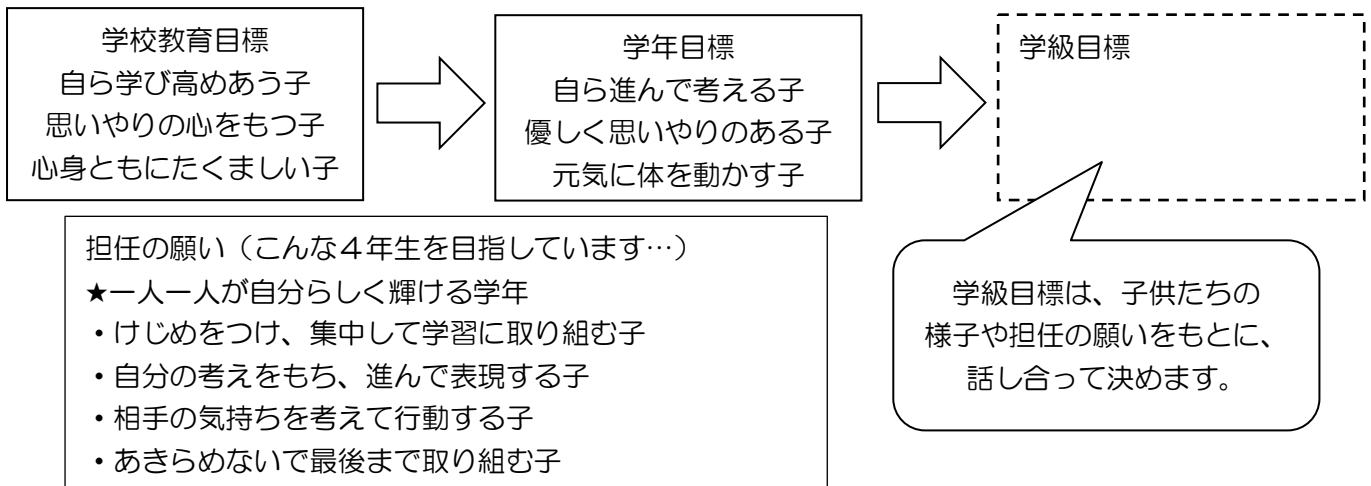 学校教育目標
自ら学び高めあう子
思いやりの心をもつ子
心身ともにたくましい子
学年目標
自ら進んで考える子
優しく思いやりのある子
元気に体を動かす子
学級目標
担任の願い（こんな４年生を目指しています…）
★一人一人が自分らしく輝ける学年
・けじめをつけ、集中して学習に取り組む子
・自分の考えをもち、進んで表現する子
・相手の気持ちを考えて行動する子
・あきらめないで最後まで取り組む子
学級目標は、子供たちの
様子や担任の願いをもとに、
話し合って決めます。